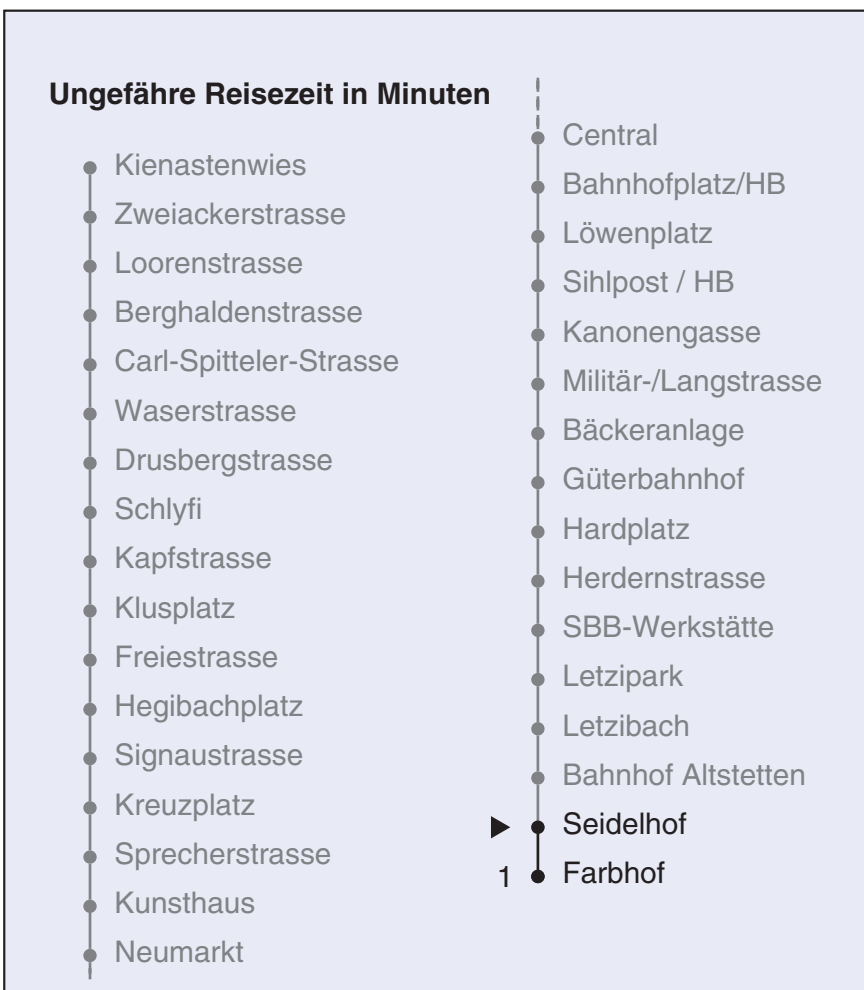 Ungefähre Reisezeit in Minuten
Kienastenwies
Zweiackerstrasse
Loorenstrasse
Berghaldenstrasse
Carl-Spitteler-Strasse
Waserstrasse
Drusbergstrasse
Schlyfi
Kapfstrasse
Klusplatz
Freiestrasse
Hegibachplatz
Signaustrasse
Kreuzplatz
Sprecherstrasse
Kunsthaus
Neumarkt
Central
Bahnhofplatz/HB
Löwenplatz
Sihlpost / HB
Kanonengasse
Militär-/Langstrasse
Bäckeranlage
Güterbahnhof
Hardplatz
Herdernstrasse
SBB-Werkstätte
Letzipark
Letzibach
Bahnhof Altstetten
Seidelhof
1 Farbhof